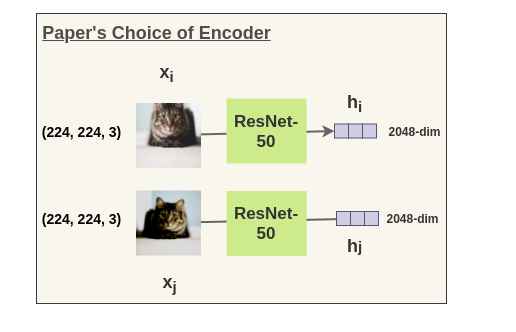 Paper's Choice of Encoder
xi
(224, 224, 3)
ResNet-
50
hi
2048-dim
(224, 224, 3)
ResNet-
50
2048-dim
hj
xj